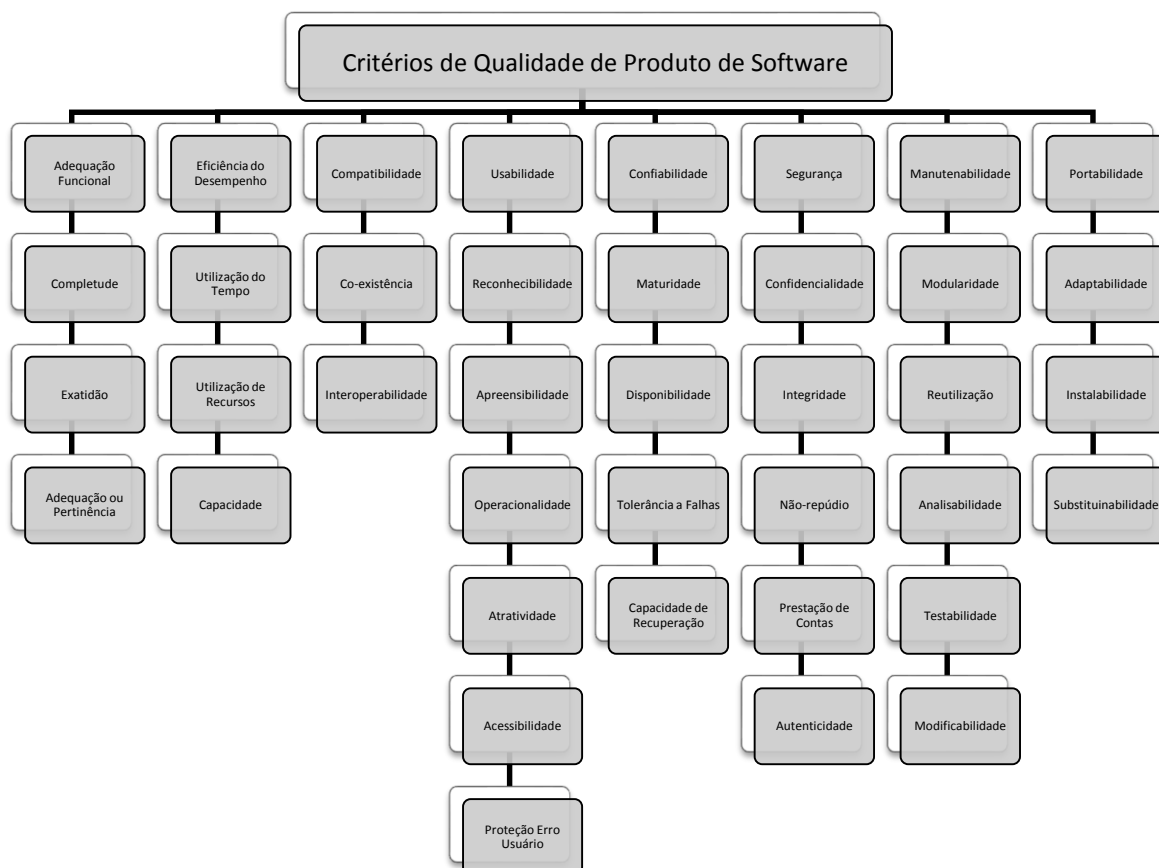 Critérios de Qualidade de Produto de Software
Adequação
Funcional
Eficiência do
Desempenho
Compatibilidade
Usabilidade
Confiabilidade
Segurança
Manutenabilidade
Portabilidade
Completude
Utilização do
Tempo
Co-existência
Reconhecibilidade
Maturidade
Confidencialidade
Modularidade
Adaptabilidade
Exatidão
Utilização de
Recursos
Interoperabilidade
Apreensibilidade
Disponibilidade
Integridade
Reutilização
Instalabilidade
Adequação ou
Pertinência
Capacidade
Operacionalidade
Tolerância a Falhas
Não-repúdio
Analisabilidade
Substituinabilidade
Atratividade
Capacidade de
Recuperação
Prestação de
Contas
Testabilidade
Acessibilidade
Autenticidade
Modificabilidade
Proteção Erro
Usuário